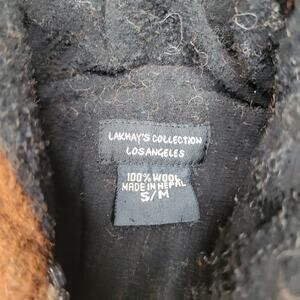 LAKHAY'S COLLECTION
LOS ANGELES
100% WOOL
MADE IN NEPAL
S/M